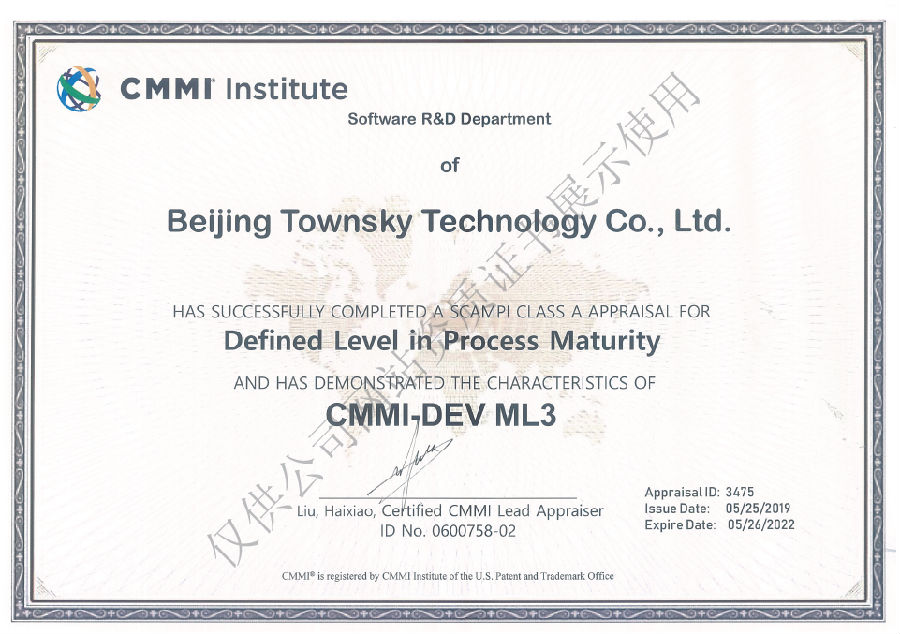 CMMI® Institute
Software R&D Department
of
Beijing Townsky Technology Co., Ltd.
HAS SUCCESSFULLY COMPLETED A SCAMPI CLASS A APPRAISAL FOR
Defined Level in Process Maturity
AND HAS DEMONSTRATED THE CHARACTERISTICS OF
CMMI-DEV ML3
Liu, Haixiao, Certified CMMI Lead Appraiser
ID No. 0600758-02
Appraisal ID: 3475
Issue Date: 05/25/2019
Expire Date: 05/26/2022
CMMI® is registered by CMMI Institute of the U.S. Patent and Trademark Office
仅供公司网站资质证书展示使用